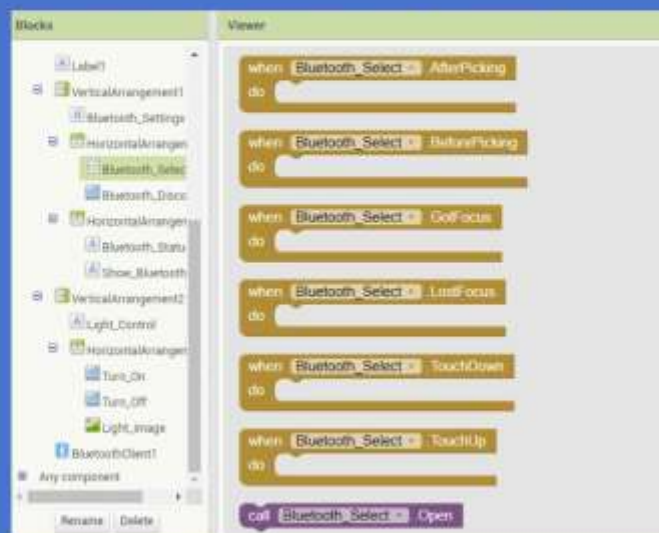 Blocks
Viewer
Label1
VerticalArrangement1
Bluetooth_Settings
HorizontalArrangen
Bluetooth_Selec
Bluetooth_Disco
HorizontalArrangen
Bluetooth_Statu
Show_Bluetooth
VerticalArrangement2
Light_Control
HorizontalArrangen
Turn_On
Turn_Off
Light_image
BluetoothClient1
Any component
Rename Delete
when Bluetooth_Select .AfterPicking
do
when Bluetooth_Select .BeforePicking
do
when Bluetooth_Select .GotFocus
do
when Bluetooth_Select .LostFocus
do
when Bluetooth_Select .TouchDown
do
when Bluetooth_Select .TouchUp
do
call Bluetooth_Select .Open